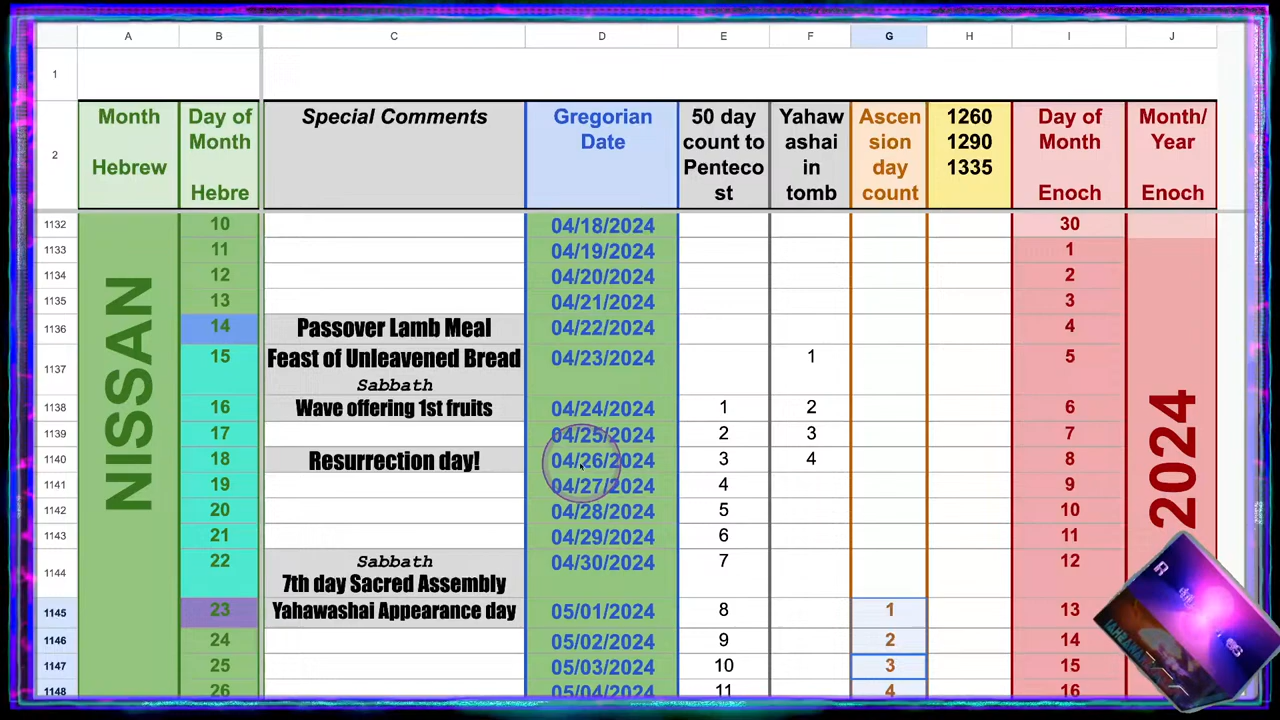 A B C D E F G H I J
1
Month Hebrew Day of Month Hebre Special Comments Gregorian Date 50 day count to Penteco st Yahaw ashai in tomb Ascen sion day count 1260 1290 1335 Day of Month Enoch Month/ Year Enoch
2
1132 10 04/18/2024 30
1133 11 04/19/2024 1
1134 12 04/20/2024 2
1135 13 04/21/2024 3
1136 14 Passover Lamb Meal 04/22/2024 4
1137 15 Feast of Unleavened Bread 04/23/2024 1 5
Sabbath
1138 16 Wave offering 1st fruits 04/24/2024 1 2 6
1139 17 04/25/2024 2 3 7
1140 18 Resurrection day! 04/26/2024 3 4 8
1141 19 04/27/2024 4 9
1142 20 04/28/2024 5 10
1143 21 04/29/2024 6 11
1144 22 Sabbath 04/30/2024 7 12
7th day Sacred Assembly
1145 23 Yahawashai Appearance day 05/01/2024 8 1 13
1146 24 05/02/2024 9 2 14
1147 25 05/03/2024 10 3 15
1148 26 05/04/2024 11 4 16
NISSAN
2024